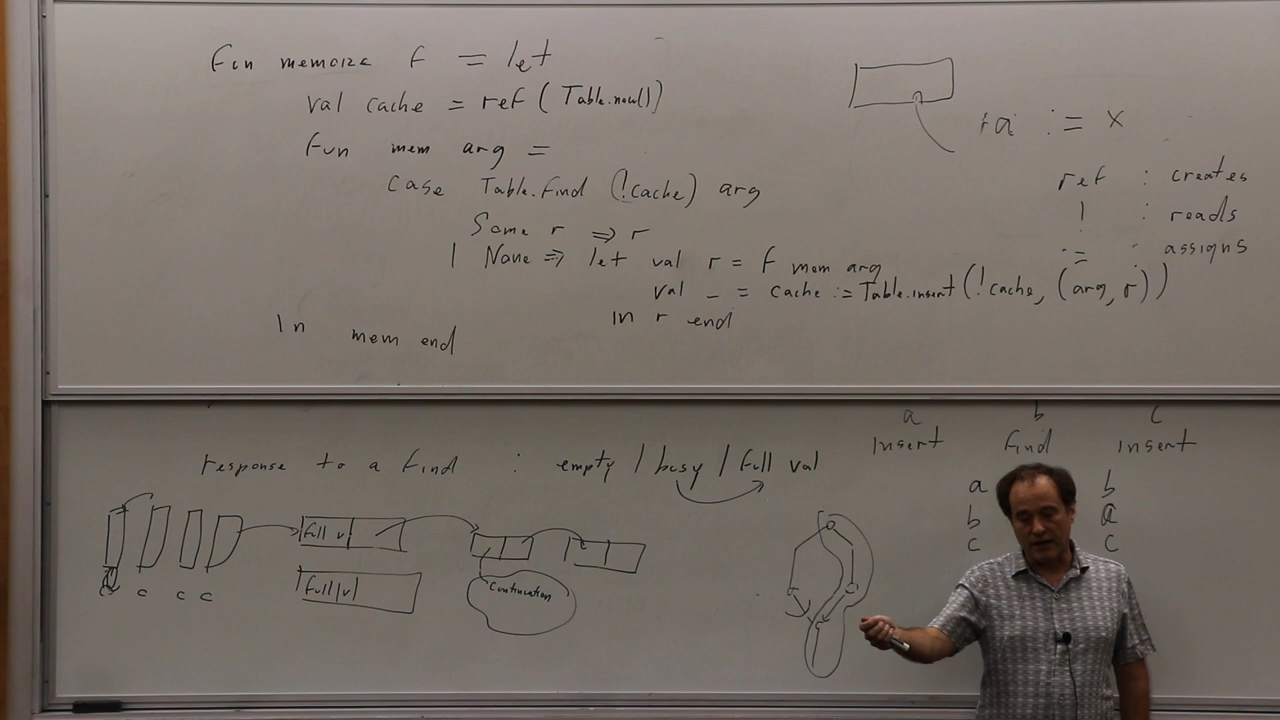 fun memoize f = let
val cache = ref (Table.new())
fun mem arg =
case Table.find (!cache) arg
Some r => r
| None => let val r = f mem arg
val _ = cache := Table.insert (!cache, (arg, r))
in r end
In mem end
:= x
ref : creates
! : reads
:= : assigns
response to a find : empty / busy / full val
a b c
Insert Find Insert
a b
b a
c c
Full v
Full v
Continuation
c c c c